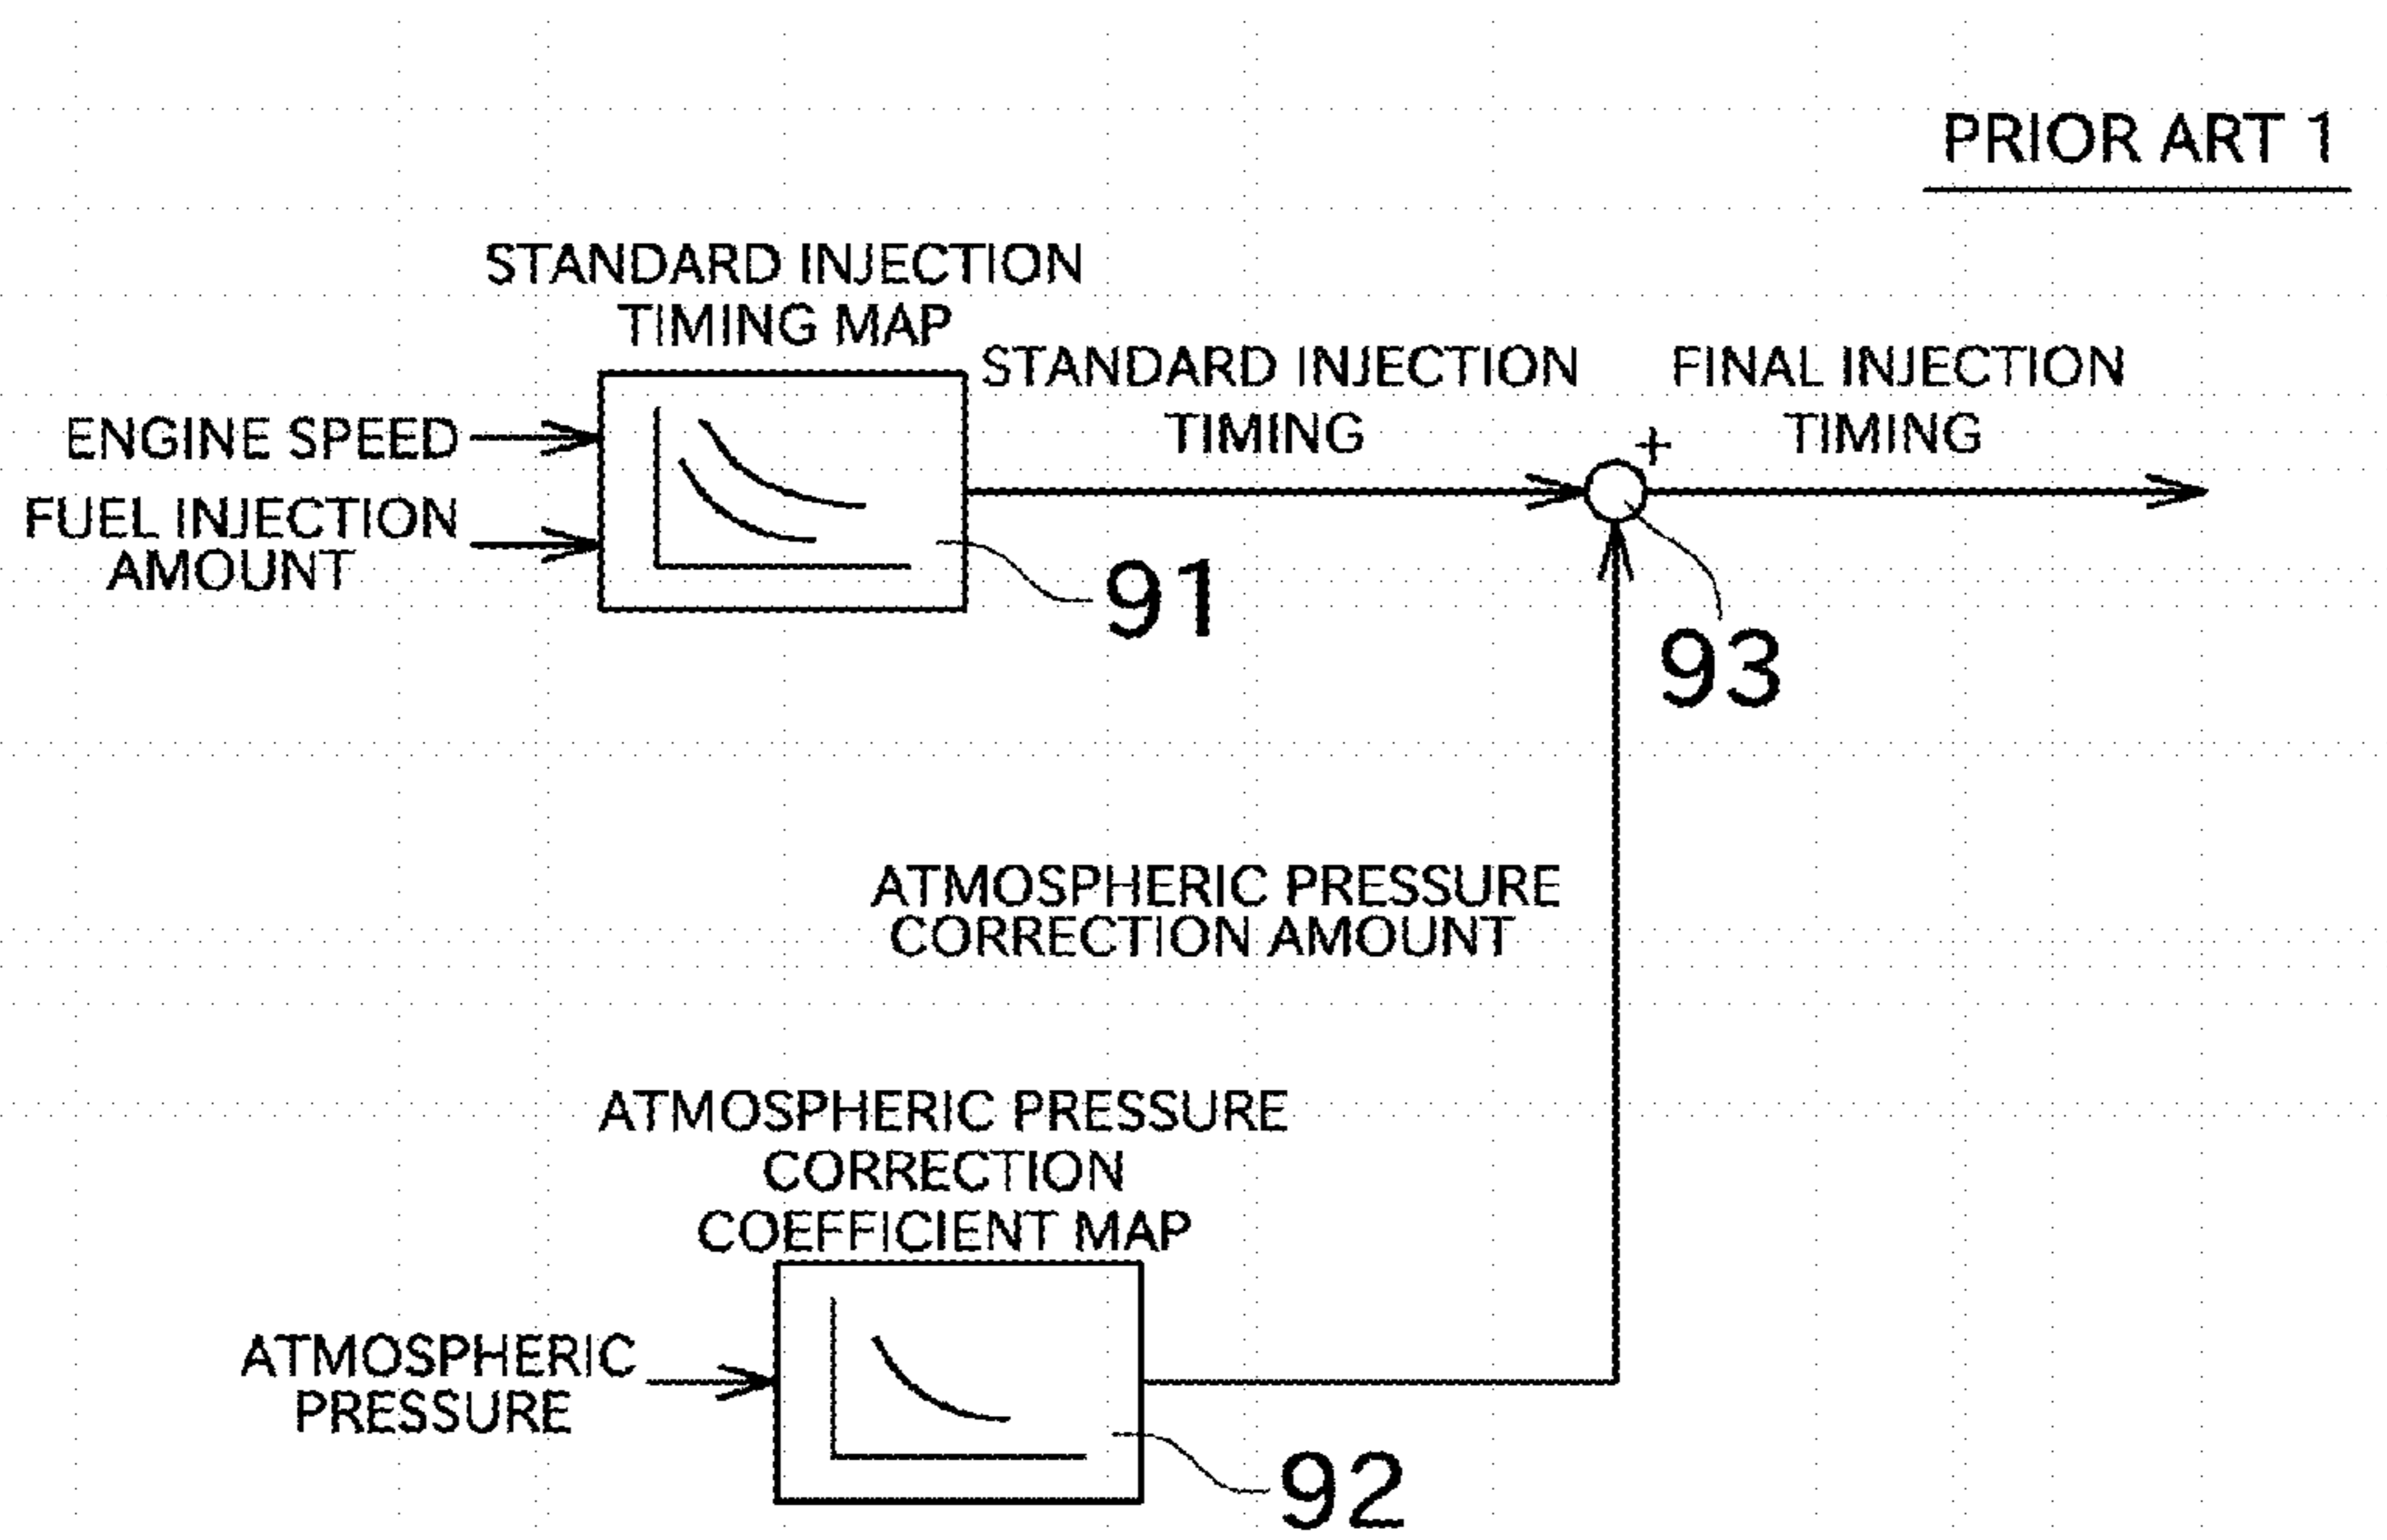 PRIOR ART 1
STANDARD INJECTION
TIMING MAP
STANDARD INJECTION
TIMING
FINAL INJECTION
TIMING
ENGINE SPEED
FUEL INJECTION
AMOUNT
+
91
93
ATMOSPHERIC PRESSURE
CORRECTION AMOUNT
ATMOSPHERIC PRESSURE
CORRECTION
COEFFICIENT MAP
ATMOSPHERIC
PRESSURE
92